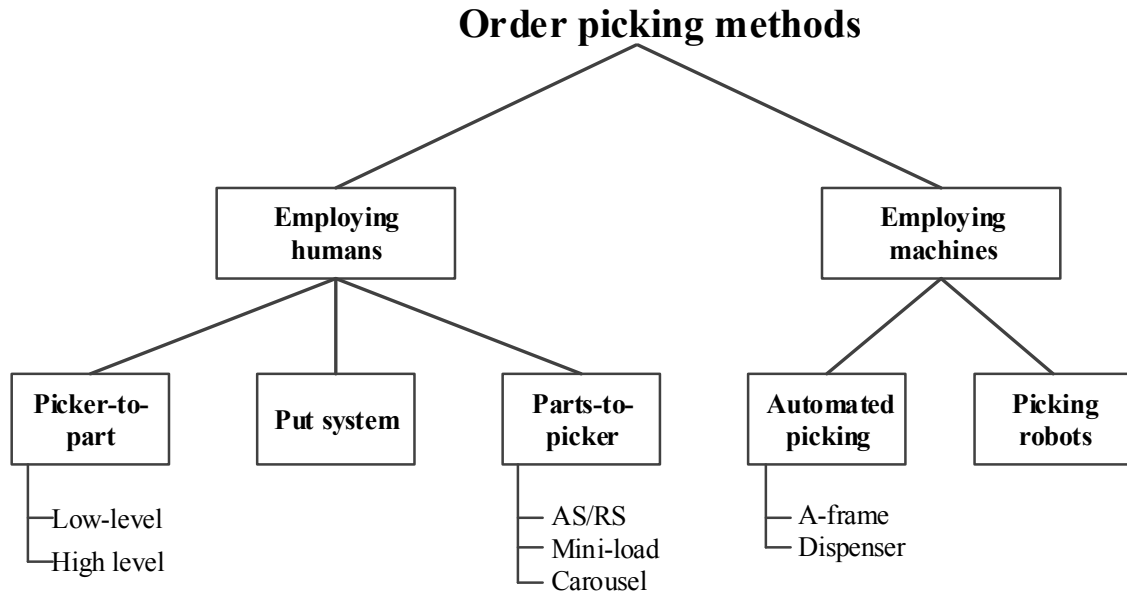 Order picking methods
Employing
humans
Employing
machines
Picker-to-
part
Put system
Parts-to-
picker
Automated
picking
Picking
robots
Low-level
High level
AS/RS
Mini-load
Carousel
A-frame
Dispenser